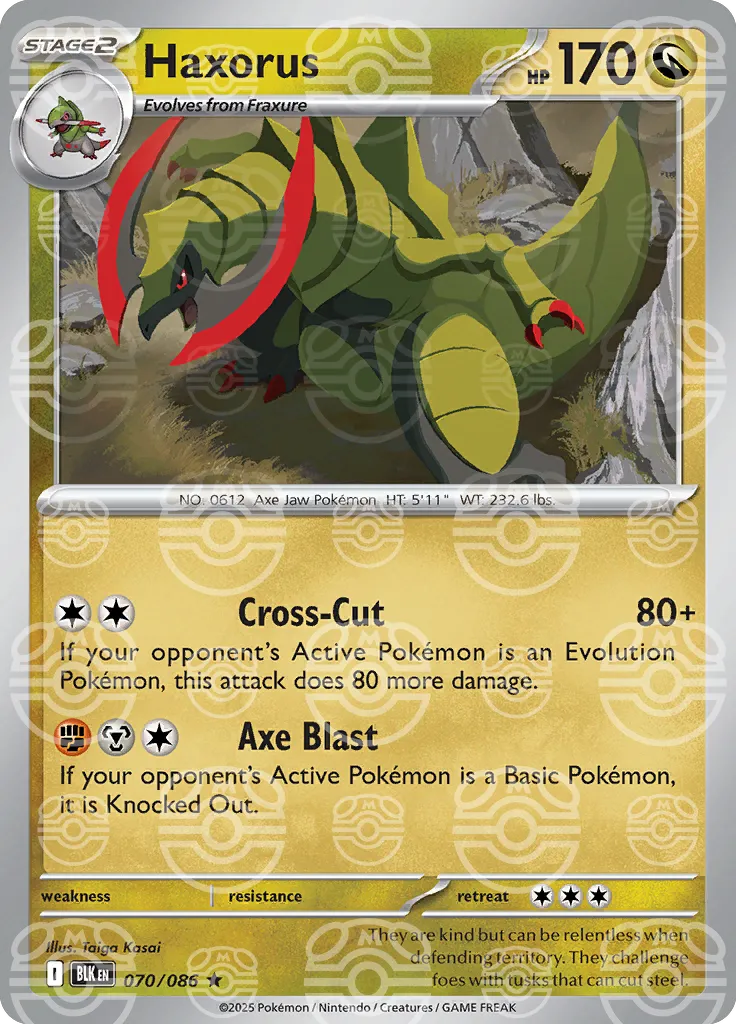 STAGE2
Haxorus
HP 170
Evolves from Fraxure
NO. 0612 Axe Jaw Pokémon HT: 5'11" WT: 232.6 lbs.
Cross-Cut 80+
If your opponent's Active Pokémon is an Evolution
Pokémon, this attack does 80 more damage.
Axe Blast
If your opponent's Active Pokémon is a Basic Pokémon,
it is Knocked Out.
weakness resistance retreat
Illus. Taiga Kasai
They are kind but can be relentless when
defending territory. They challenge
foes with tusks that can cut steel.
I BLK EN 070/086 ★
©2025 Pokémon / Nintendo / Creatures / GAME FREAK